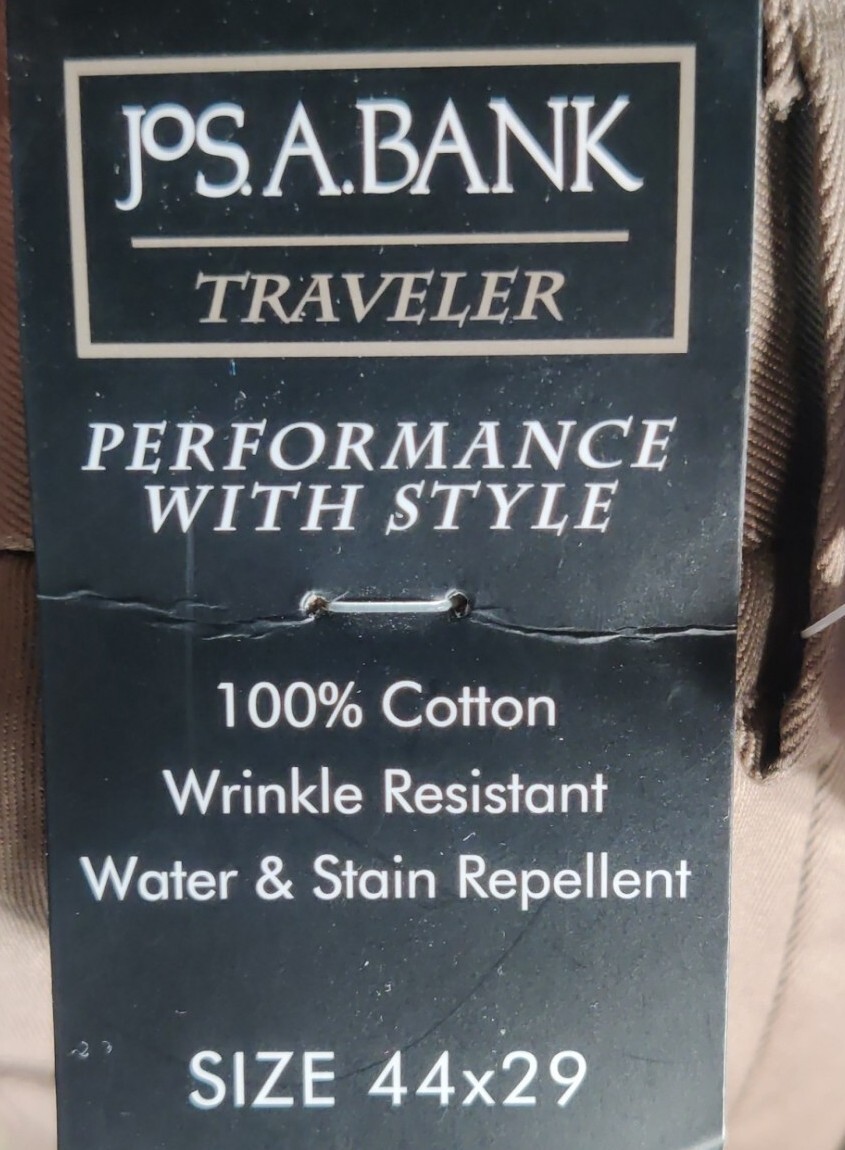 JOS. A. BANK
TRAVELER
PERFORMANCE
WITH STYLE
100% Cotton
Wrinkle Resistant
Water & Stain Repellent
SIZE 44x29